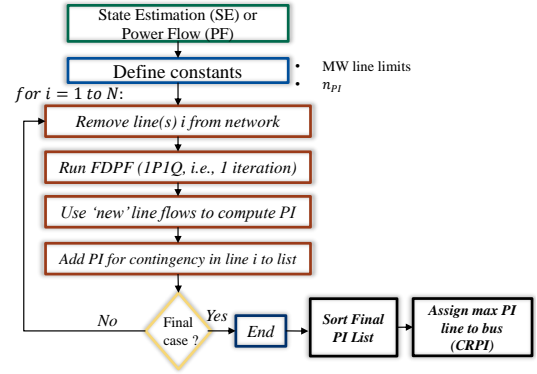 State Estimation (SE) or
Power Flow (PF)
Define constants
• MW line limits
• n_PI
for i = 1 to N:
Remove line(s) i from network
Run FDPF (1P1Q, i.e., 1 iteration)
Use 'new' line flows to compute PI
Add PI for contingency in line i to list
No
Final
case ?
Yes
End
Sort Final
PI List
Assign max PI
line to bus
(CRPI)